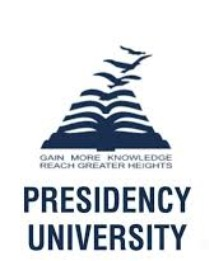 GAIN MORE KNOWLEDGE
REACH GREATER HEIGHTS
PRESIDENCY
UNIVERSITY